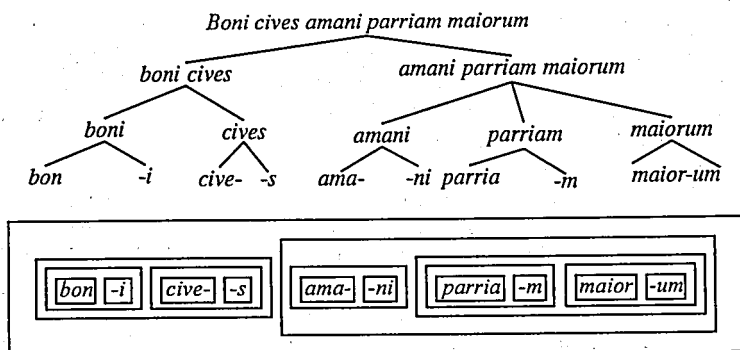 Boni cives amani parriam maiorum
boni cives amani parriam maiorum
boni cives amani parriam maiorum
bon -i cive- -s ama- -ni parria -m maior-um
bon -i cive- -s ama- -ni parria -m maior -um